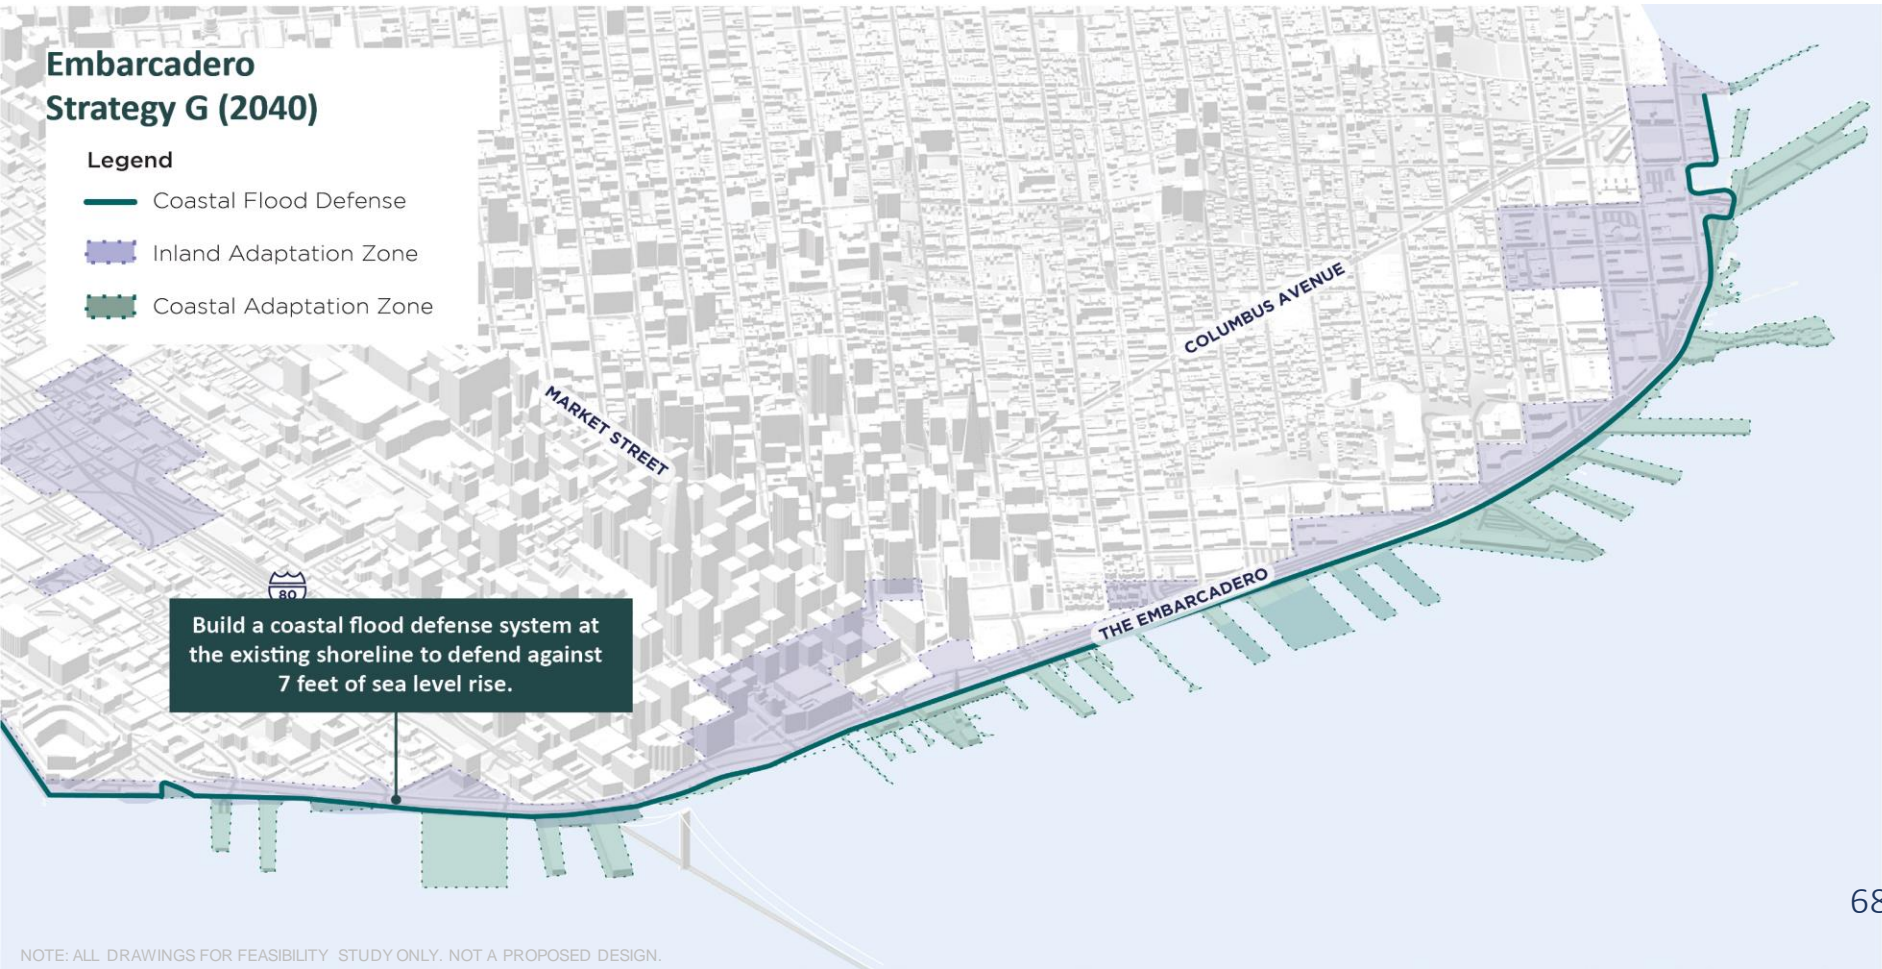 Embarcadero
Strategy G (2040)
Legend
Coastal Flood Defense
Inland Adaptation Zone
Coastal Adaptation Zone
COLUMBUS AVENUE
MARKET STREET
80
THE EMBARCADERO
Build a coastal flood defense system at
the existing shoreline to defend against
7 feet of sea level rise.
68
NOTE: ALL DRAWINGS FOR FEASIBILITY STUDY ONLY. NOT A PROPOSED DESIGN.